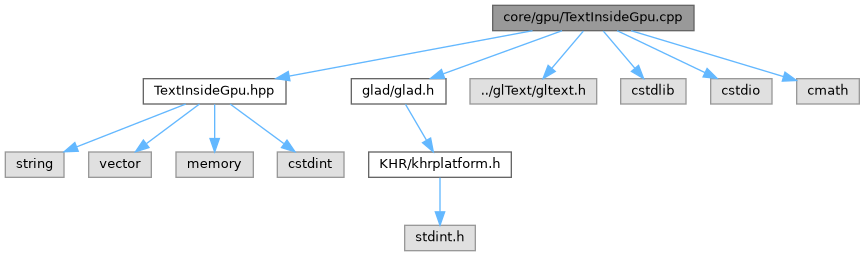 core/gpu/TextInsideGpu.cpp
TextInsideGpu.hpp
glad/glad.h
../glText/gltext.h
cstdlib
cstdio
cmath
string
vector
memory
cstdint
KHR/khrplatform.h
stdint.h